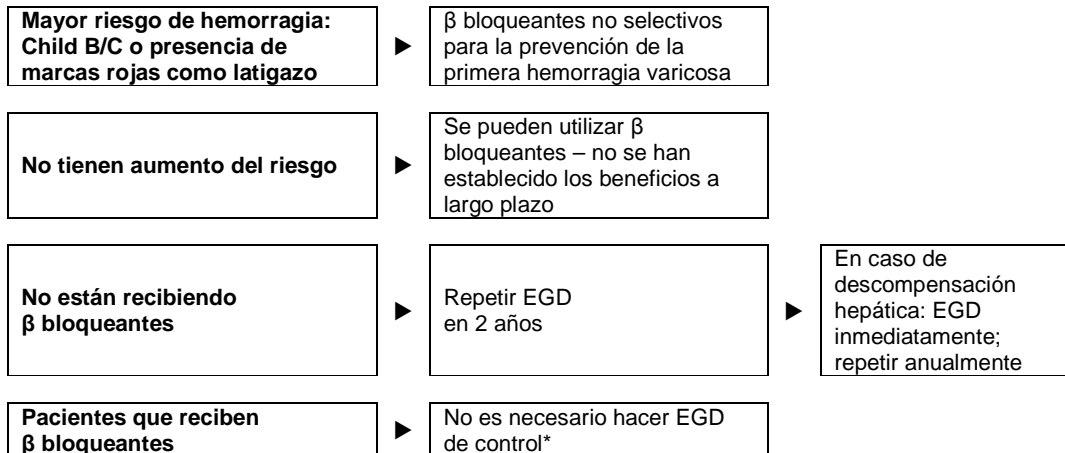 Mayor riesgo de hemorragia:
Child B/C o presencia de
marcas rojas como latigazo
▶
β bloqueantes no selectivos
para la prevención de la
primera hemorragia varicosa
No tienen aumento del riesgo
▶
Se pueden utilizar β
bloqueantes – no se han
establecido los beneficios a
largo plazo
No están recibiendo
β bloqueantes
▶
Repetir EGD
en 2 años
▶
En caso de
descompensación
hepática: EGD
inmediatamente;
repetir anualmente
Pacientes que reciben
β bloqueantes
▶
No es necesario hacer EGD
de control*